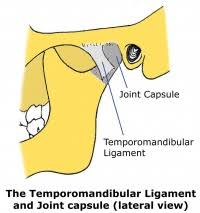 Joint Capsule
Temporomandibular
Ligament
The Temporomandibular Ligament
and Joint capsule (lateral view)